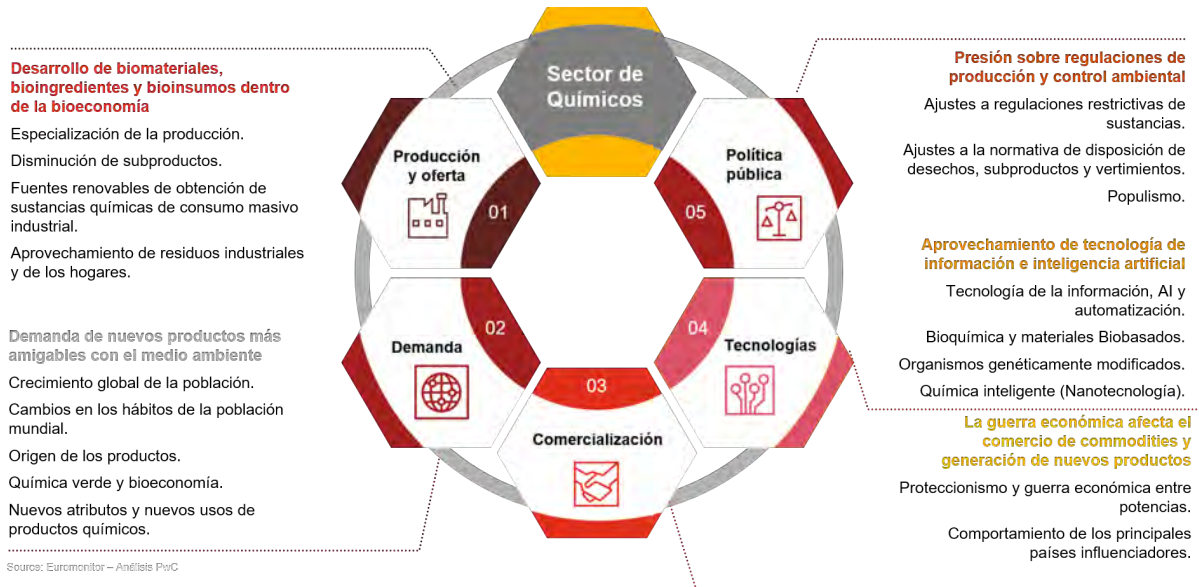 Sector de
Químicos
Desarrollo de biomateriales,
bioingredientes y bioinsumos dentro
de la bioeconomía
Especialización de la producción.
Disminución de subproductos.
Fuentes renovables de obtención de
sustancias químicas de consumo masivo
industrial.
Aprovechamiento de residuos industriales
y de los hogares.
Producción
y oferta
01
Demanda de nuevos productos más
amigables con el medio ambiente
Crecimiento global de la población.
Cambios en los hábitos de la población
mundial.
Origen de los productos.
Química verde y bioeconomía.
Nuevos atributos y nuevos usos de
productos químicos.
Demanda
02
03
Comercialización
04
Tecnologías
05
Política
pública
Presión sobre regulaciones de
producción y control ambiental
Ajustes a regulaciones restrictivas de
sustancias.
Ajustes a la normativa de disposición de
desechos, subproductos y vertimientos.
Populismo.
Aprovechamiento de tecnología de
información e inteligencia artificial
Tecnología de la información, AI y
automatización.
Bioquímica y materiales Biobasados.
Organismos genéticamente modificados.
Química inteligente (Nanotecnología).
La guerra económica afecta el
comercio de commodities y
generación de nuevos productos
Proteccionismo y guerra económica entre
potencias.
Comportamiento de los principales
países influenciadores.
Source: Euromonitor – Análisis PwC